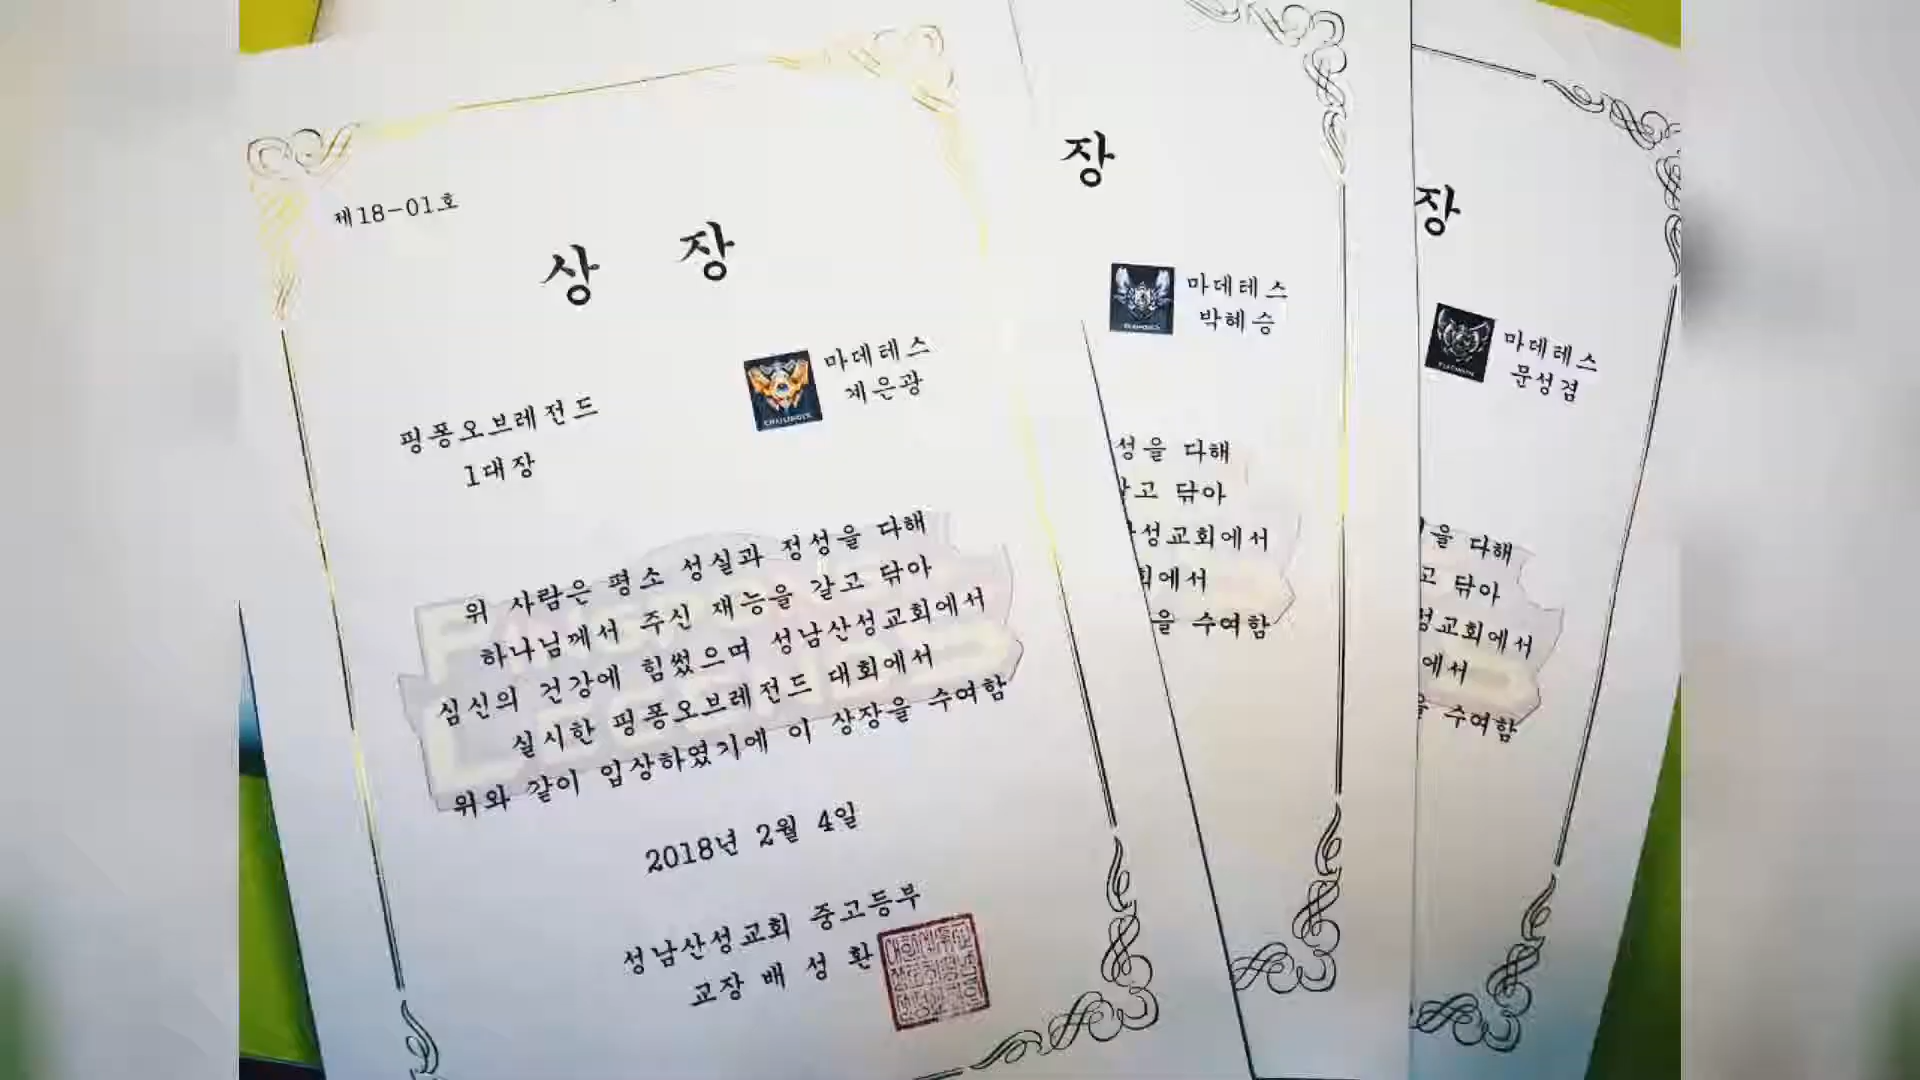 제18-01호
상 장
마데테스
제은광
핑퐁오브레전드
1대장
위 사람은 평소 성실과 정성을 다해
하나님께서 주신 재능을 갈고 닦아
심신의 건강에 힘썼으며 성남산성교회에서
실시한 핑퐁오브레전드 대회에서
위와 같이 입상하였기에 이 상장을 수여함
2018년 2월 4일
성남산성교회 중고등부
교장 배 성 환
장
마데테스
박혜승
성을 다해
고 닦아
성교회에서
회에서
을 수여함
장
마데테스
문성겸
을 다해
고 닦아
성교회에서
에서
을 수여함